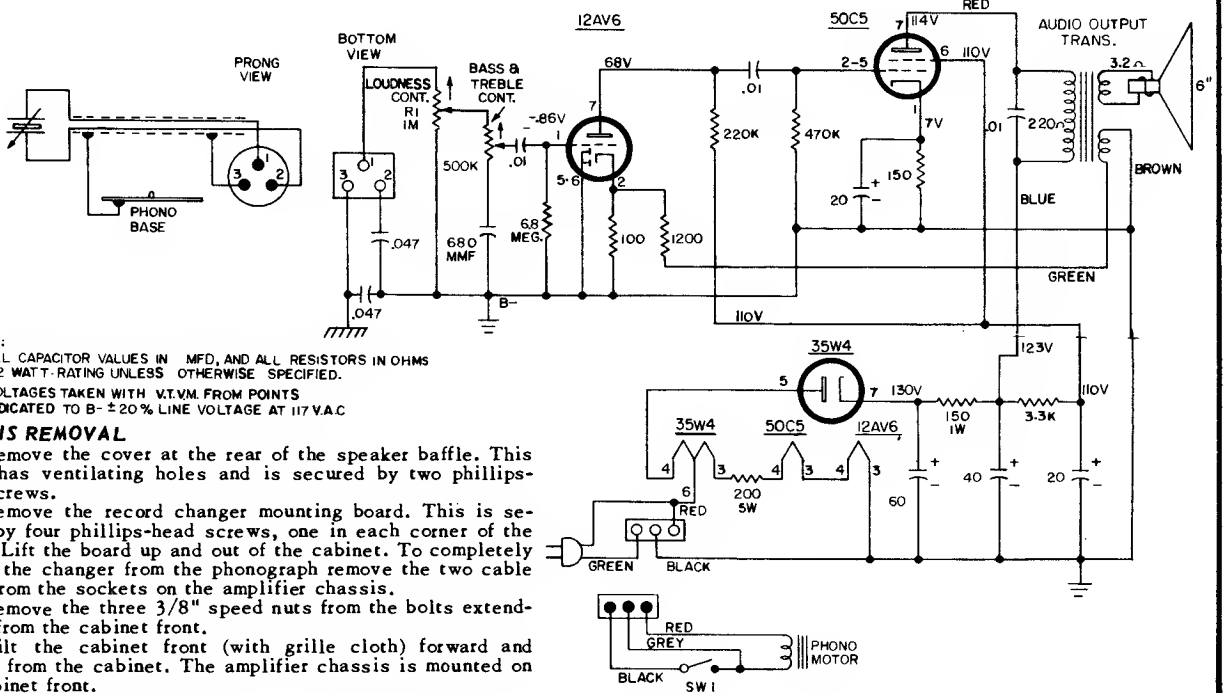 12AV6
50C5
RED
7 114V
AUDIO OUTPUT
TRANS.
3.2Ω
6"
BOTTOM
VIEW
PRONG
VIEW
LOUDNESS
CONT.
R1
1M
BASS &
TREBLE
CONT.
68V
2-5
6 110V
.01
7
-.86V
1
1
7V
.01
220Ω
220K
470K
500K
.01
1
3 2
1
3 2
5·6
2
150
20 + -
BROWN
BLUE
PHONO
BASE
.047
680
MMF
6.8
MEG.
100
1200
GREEN
B-
.047
110V
:
L CAPACITOR VALUES IN MFD, AND ALL RESISTORS IN OHMS
2 WATT-RATING UNLESS OTHERWISE SPECIFIED.
OLTAGES TAKEN WITH V.T.V.M. FROM POINTS
DICATED TO B- ±20% LINE VOLTAGE AT 117 V.A.C
35W4
123V
5
7 130V
110V
150
1W
3.3K
35W4
50C5
12AV6
4
3
4
3
4
3
6
200
5W
RED
60 + -
40 + -
20 + -
GREEN
BLACK
IS REMOVAL
emove the cover at the rear of the speaker baffle. This
has ventilating holes and is secured by two phillips-
crews.
emove the record changer mounting board. This is se-
by four phillips-head screws, one in each corner of the
Lift the board up and out of the cabinet. To completely
the changer from the phonograph remove the two cable
rom the sockets on the amplifier chassis.
emove the three 3/8" speed nuts from the bolts extend-
from the cabinet front.
ilt the cabinet front (with grille cloth) forward and
from the cabinet. The amplifier chassis is mounted on
binet front.
RED
GREY
PHONO
MOTOR
BLACK
SW 1